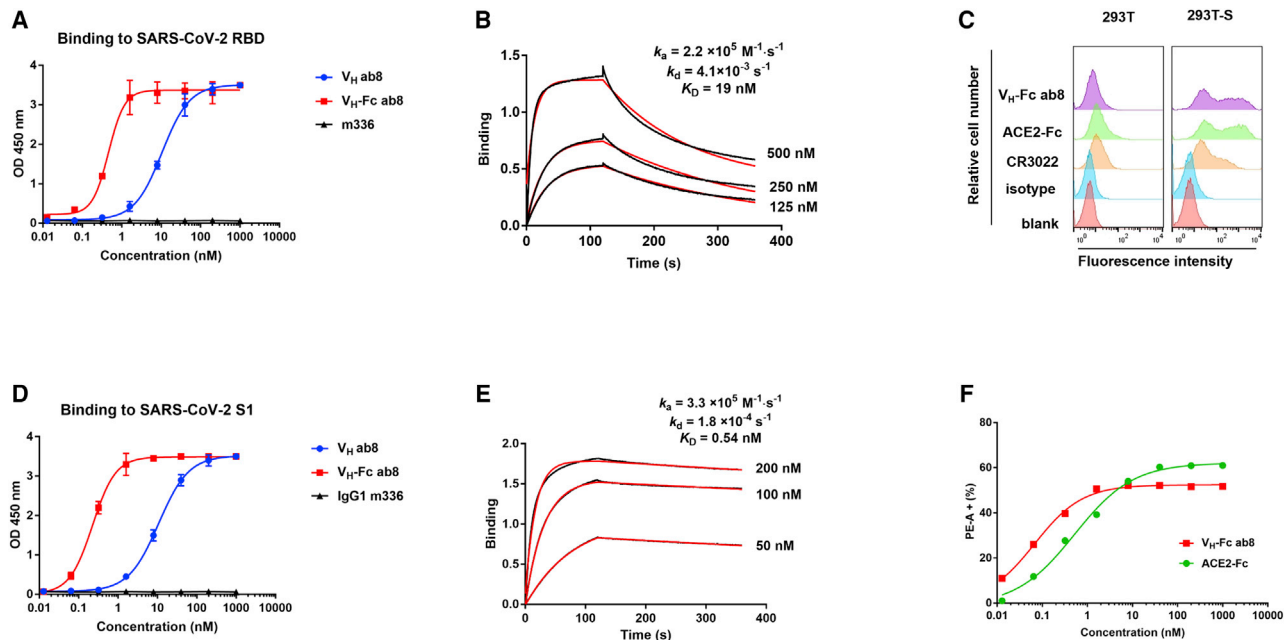 A
Binding to SARS-CoV-2 RBD
OD 450 nm
4
3
2
1
0
0.01 0.1 1 10 100 1000 10000
Concentration (nM)
VH ab8
VH-Fc ab8
m336
B
ka = 2.2 ×10⁵ M⁻¹·s⁻¹
kd = 4.1×10⁻³ s⁻¹
KD = 19 nM
Binding
1.5
1.0
0.5
0.0
0 100 200 300 400
Time (s)
500 nM
250 nM
125 nM
C
293T 293T-S
Relative cell number
VH-Fc ab8
ACE2-Fc
CR3022
isotype
blank
10⁰ 10² 10⁴ 10⁰ 10² 10⁴
Fluorescence intensity
D
Binding to SARS-CoV-2 S1
OD 450 nm
4
3
2
1
0
0.01 0.1 1 10 100 1000 10000
Concentration (nM)
VH ab8
VH-Fc ab8
IgG1 m336
E
ka = 3.3 ×10⁵ M⁻¹·s⁻¹
kd = 1.8 ×10⁻⁴ s⁻¹
KD = 0.54 nM
Binding
2.0
1.5
1.0
0.5
0.0
0 100 200 300 400
Time (s)
200 nM
100 nM
50 nM
F
PE-A + (%)
80
60
40
20
0
0.01 0.1 1 10 100 1000 10000
Concentration (nM)
VH-Fc ab8
ACE2-Fc